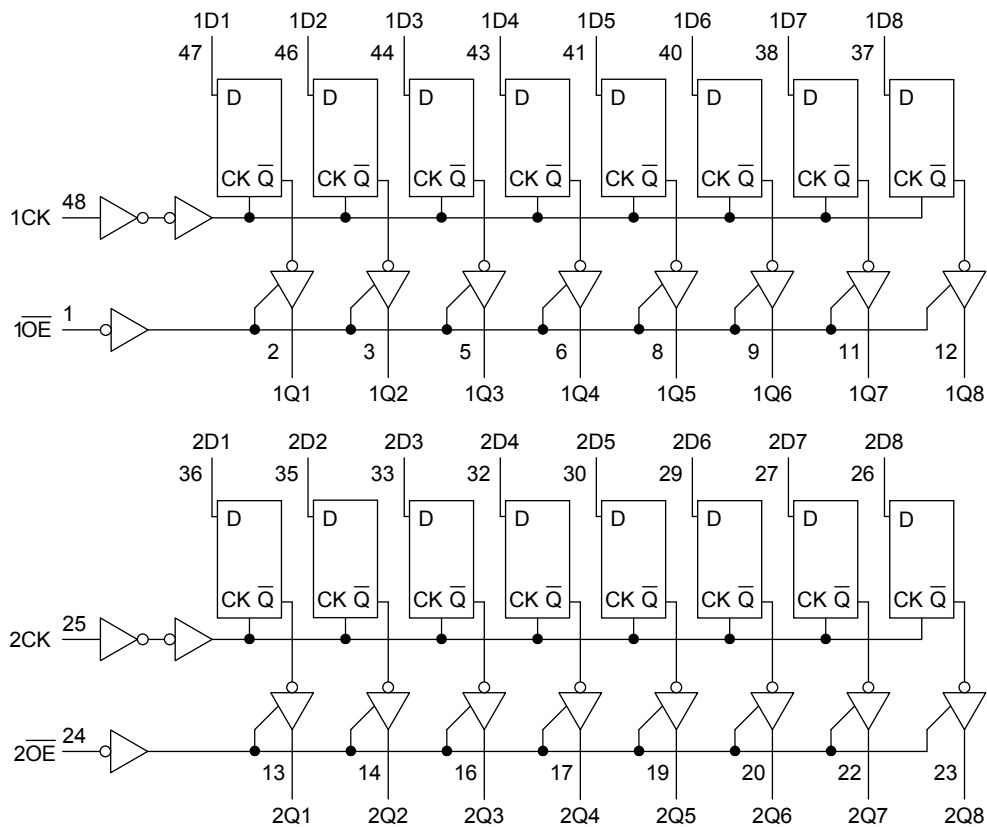 1D1 1D2 1D3 1D4 1D5 1D6 1D7 1D8
47 46 44 43 41 40 38 37
D D D D D D D D
CK Q̅ CK Q̅ CK Q̅ CK Q̅ CK Q̅ CK Q̅ CK Q̅ CK Q̅
1CK 48
1O̅E̅ 1
2 3 5 6 8 9 11 12
1Q1 1Q2 1Q3 1Q4 1Q5 1Q6 1Q7 1Q8
2D1 2D2 2D3 2D4 2D5 2D6 2D7 2D8
36 35 33 32 30 29 27 26
D D D D D D D D
CK Q̅ CK Q̅ CK Q̅ CK Q̅ CK Q̅ CK Q̅ CK Q̅ CK Q̅
2CK 25
2O̅E̅ 24
13 14 16 17 19 20 22 23
2Q1 2Q2 2Q3 2Q4 2Q5 2Q6 2Q7 2Q8